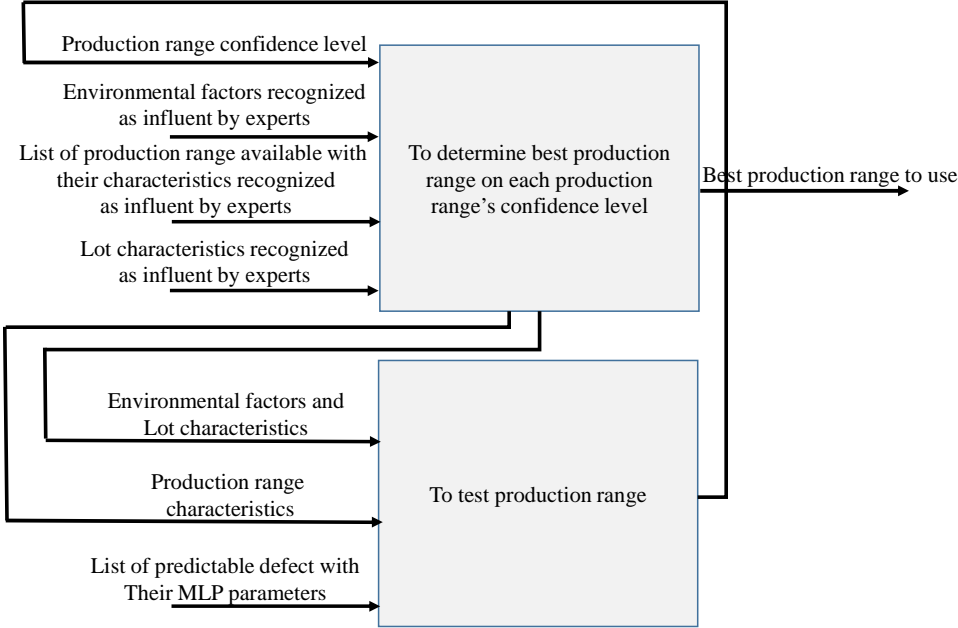 Production range confidence level
Environmental factors recognized
as influent by experts
List of production range available with
their characteristics recognized
as influent by experts
Lot characteristics recognized
as influent by experts
To determine best production
range on each production
range's confidence level
Best production range to use
Environmental factors and
Lot characteristics
Production range
characteristics
List of predictable defect with
Their MLP parameters
To test production range